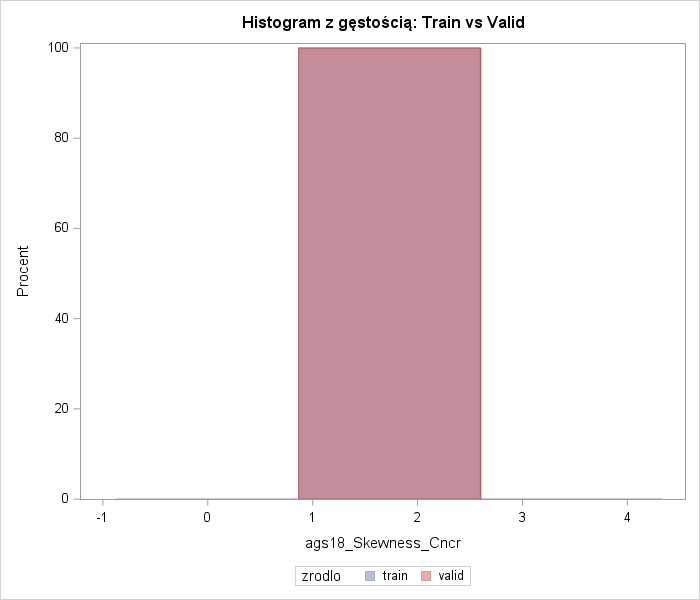 Histogram z gęstością: Train vs Valid
100
80
60
40
20
0
Procent
-1 0 1 2 3 4
ags18_Skewness_Cncr
zrodlo train valid